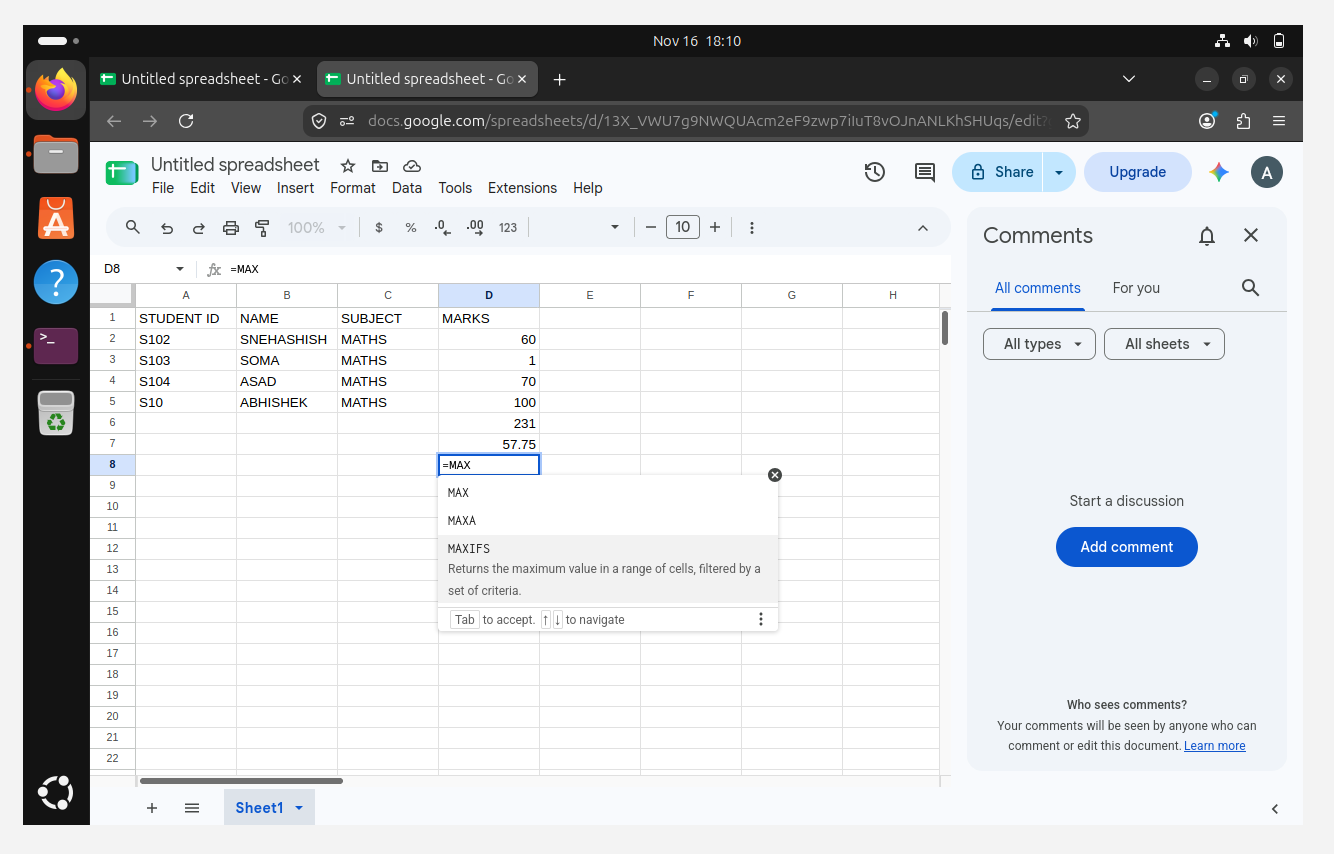 Nov 16 18:10
Untitled spreadsheet - Go
Untitled spreadsheet - Go
docs.google.com/spreadsheets/d/13X_VWU7g9NWQUAcm2eF9zwp7iIuT8vOJnANLKhSHUqs/edit?
Untitled spreadsheet
File Edit View Insert Format Data Tools Extensions Help
Share
Upgrade
A
100% $ % .0 .00 123 10
D8 fx =MAX
A B C D E F G H
1 STUDENT ID NAME SUBJECT MARKS
2 S102 SNEHASHISH MATHS 60
3 S103 SOMA MATHS 1
4 S104 ASAD MATHS 70
5 S10 ABHISHEK MATHS 100
6 231
7 57.75
8 =MAX
9
10
11
12
13
14
15
16
17
18
19
20
21
22
MAX
MAXA
MAXIFS
Returns the maximum value in a range of cells, filtered by a
set of criteria.
Tab to accept. ↑ ↓ to navigate
Sheet1
Comments
All comments For you
All types All sheets
Start a discussion
Add comment
Who sees comments?
Your comments will be seen by anyone who can
comment or edit this document. Learn more